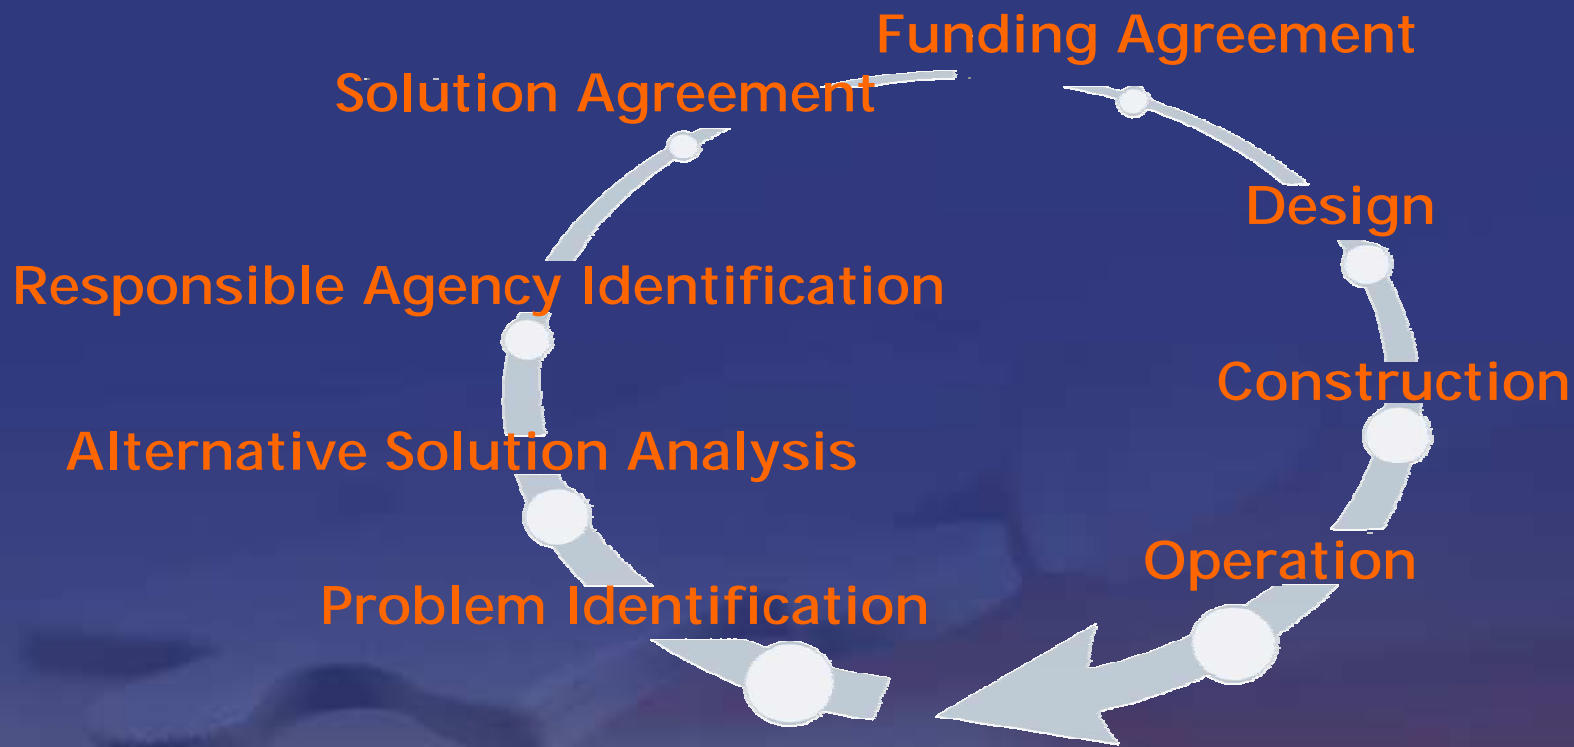 Funding Agreement
Solution Agreement
Design
Responsible Agency Identification
Construction
Alternative Solution Analysis
Operation
Problem Identification